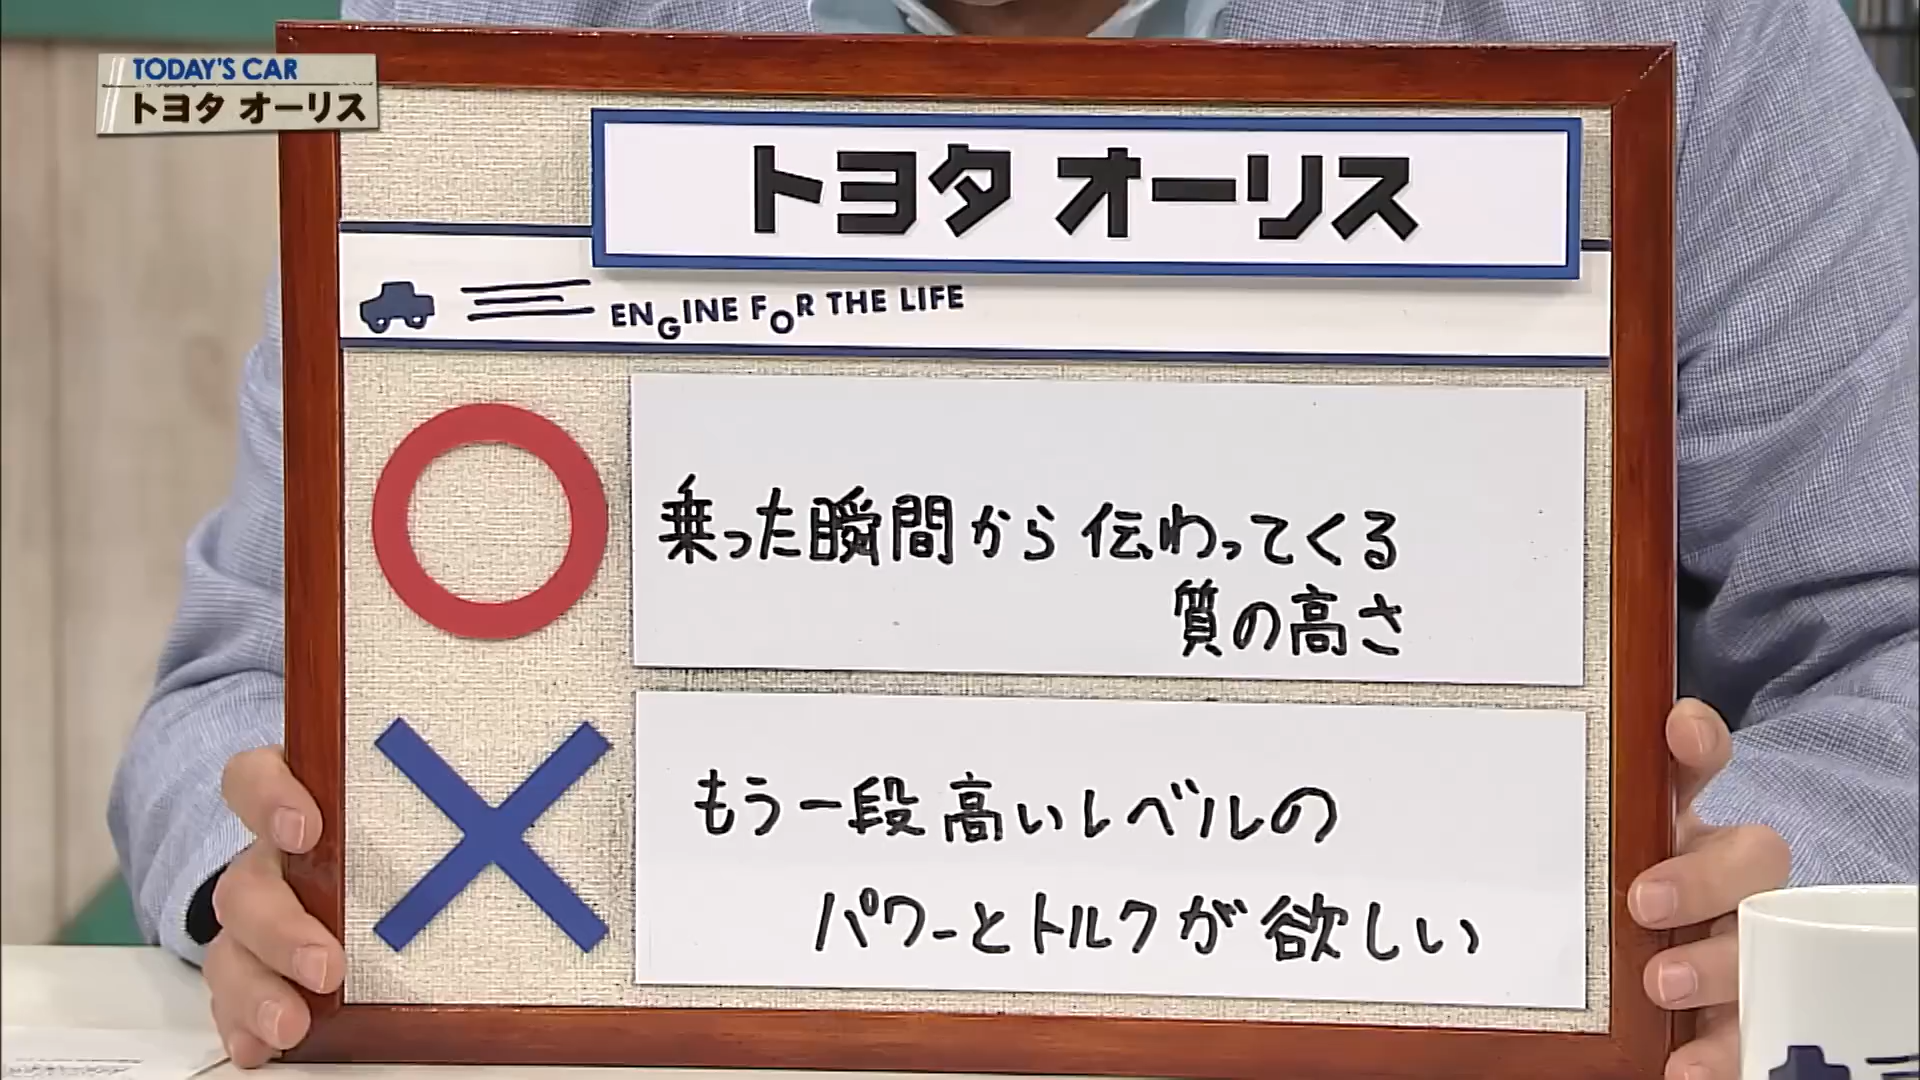 TODAY'S CAR
トヨタ オーリス
トヨタ オーリス
ENGINE FOR THE LIFE
乗った瞬間から伝わってくる
質の高さ
もう一段高いレベルの
パワーとトルクが欲しい